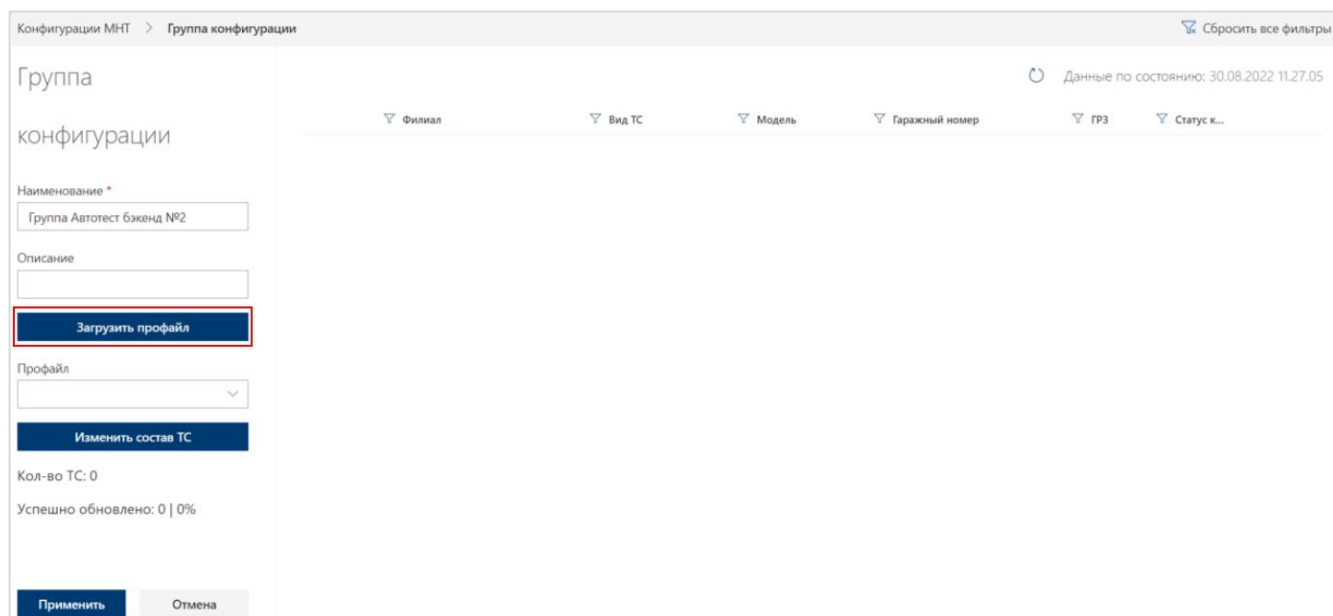 Конфигурации МНТ > Группа конфигурации
Сбросить все фильтры
Группа
конфигурации
Данные по состоянию: 30.08.2022 11.27.05
Филиал Вид ТС Модель Гаражный номер ГРЗ Статус к...
Наименование *
Группа Автотест бэкенд №2
Описание
Загрузить профайл
Профайл
Изменить состав ТС
Кол-во ТС: 0
Успешно обновлено: 0 | 0%
Применить Отмена